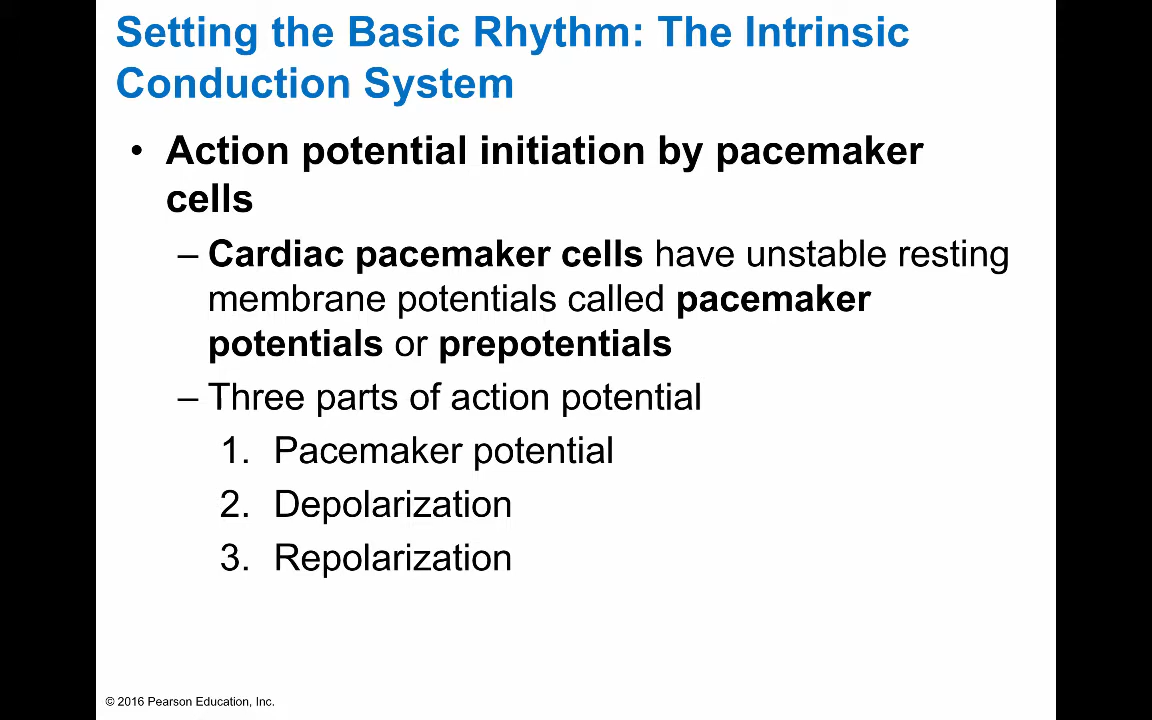 Setting the Basic Rhythm: The Intrinsic
Conduction System
• Action potential initiation by pacemaker
cells
– Cardiac pacemaker cells have unstable resting
membrane potentials called pacemaker
potentials or prepotentials
– Three parts of action potential
1. Pacemaker potential
2. Depolarization
3. Repolarization
© 2016 Pearson Education, Inc.